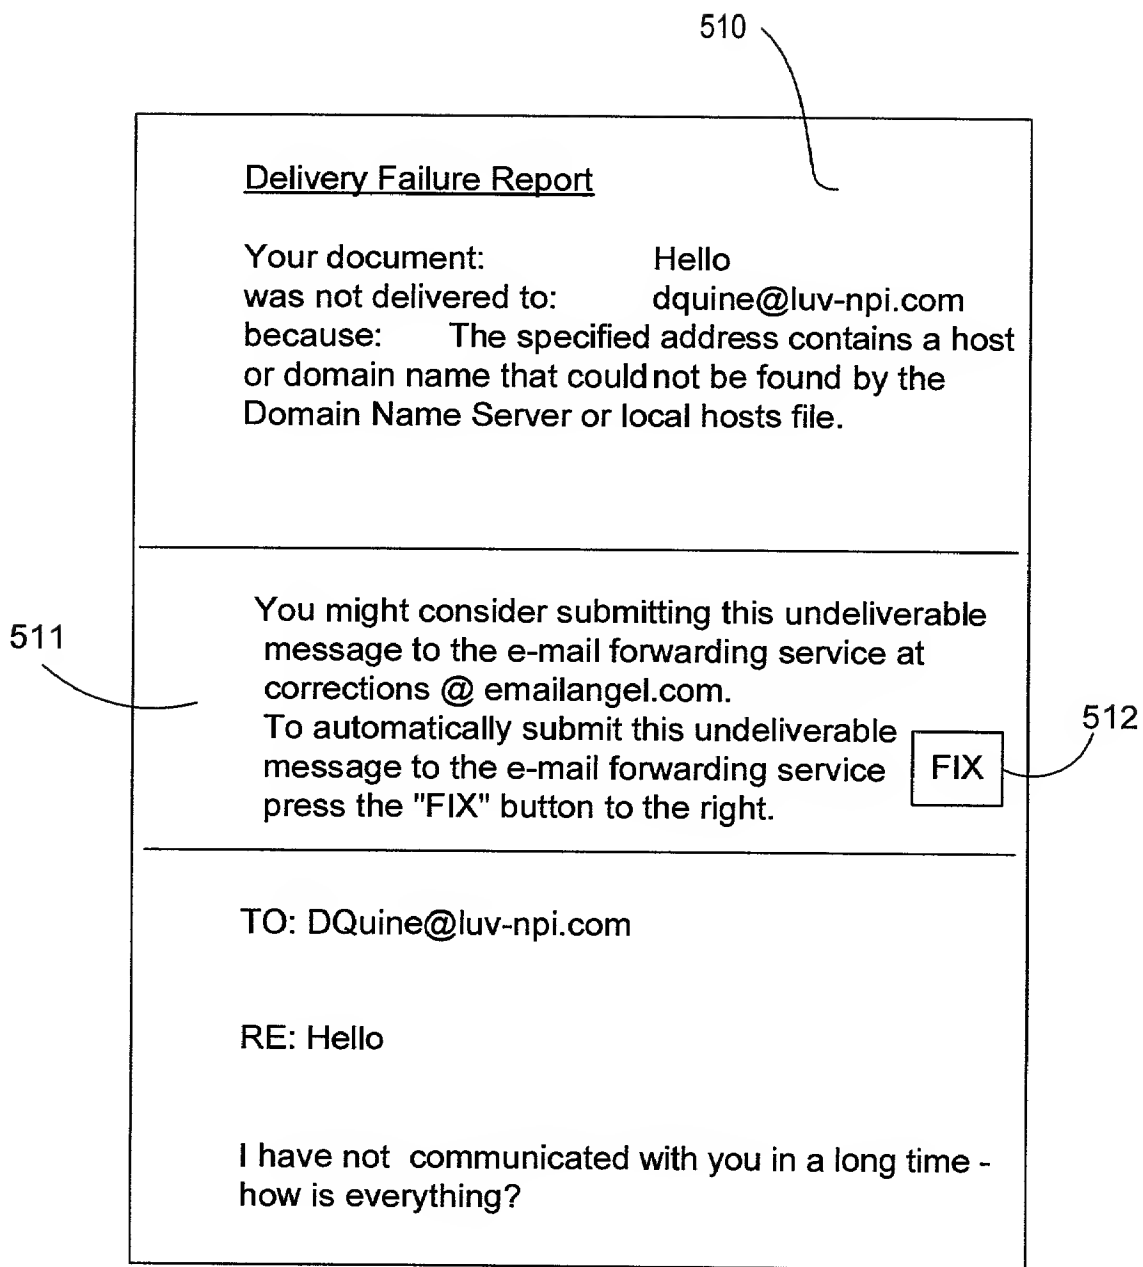 510
Delivery Failure Report
Your document: Hello
was not delivered to: dquine@luv-npi.com
because: The specified address contains a host
or domain name that could not be found by the
Domain Name Server or local hosts file.
511
You might consider submitting this undeliverable
message to the e-mail forwarding service at
corrections @ emailangel.com.
To automatically submit this undeliverable
message to the e-mail forwarding service
press the "FIX" button to the right.
FIX
512
TO: DQuine@luv-npi.com
RE: Hello
I have not communicated with you in a long time -
how is everything?